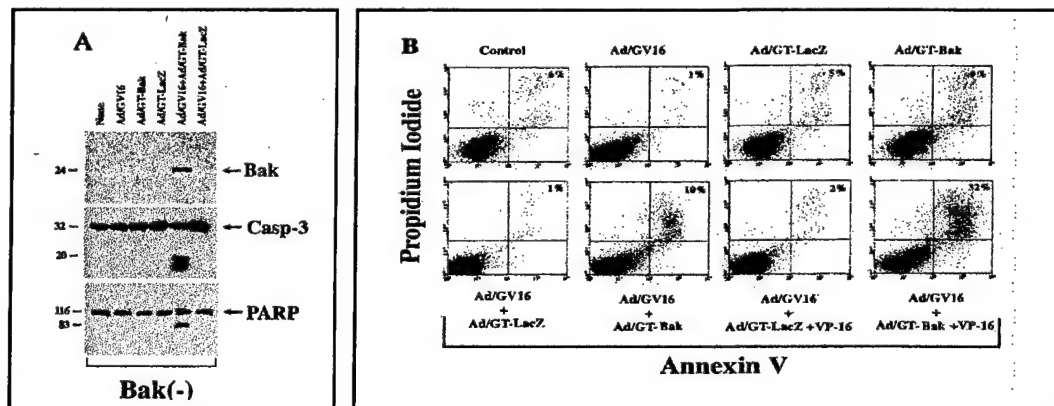 A
None
Ad/GV16
Ad/GT-Bak
Ad/GT-LacZ
Ad/GV16+Ad/GT-Bak
Ad/GV16+Ad/GT-LacZ
24
Bak
32
Casp-3
20
116
PARP
83
Bak(-)
B
Control
Ad/GV16
Ad/GT-LacZ
Ad/GT-Bak
6%
1%
5%
1%
10%
2%
32%
Propidium Iodide
Ad/GV16 + Ad/GT-LacZ
Ad/GV16 + Ad/GT-Bak
Ad/GV16 + Ad/GT-LacZ +VP-16
Ad/GV16 + Ad/GT-Bak +VP-16
Annexin V